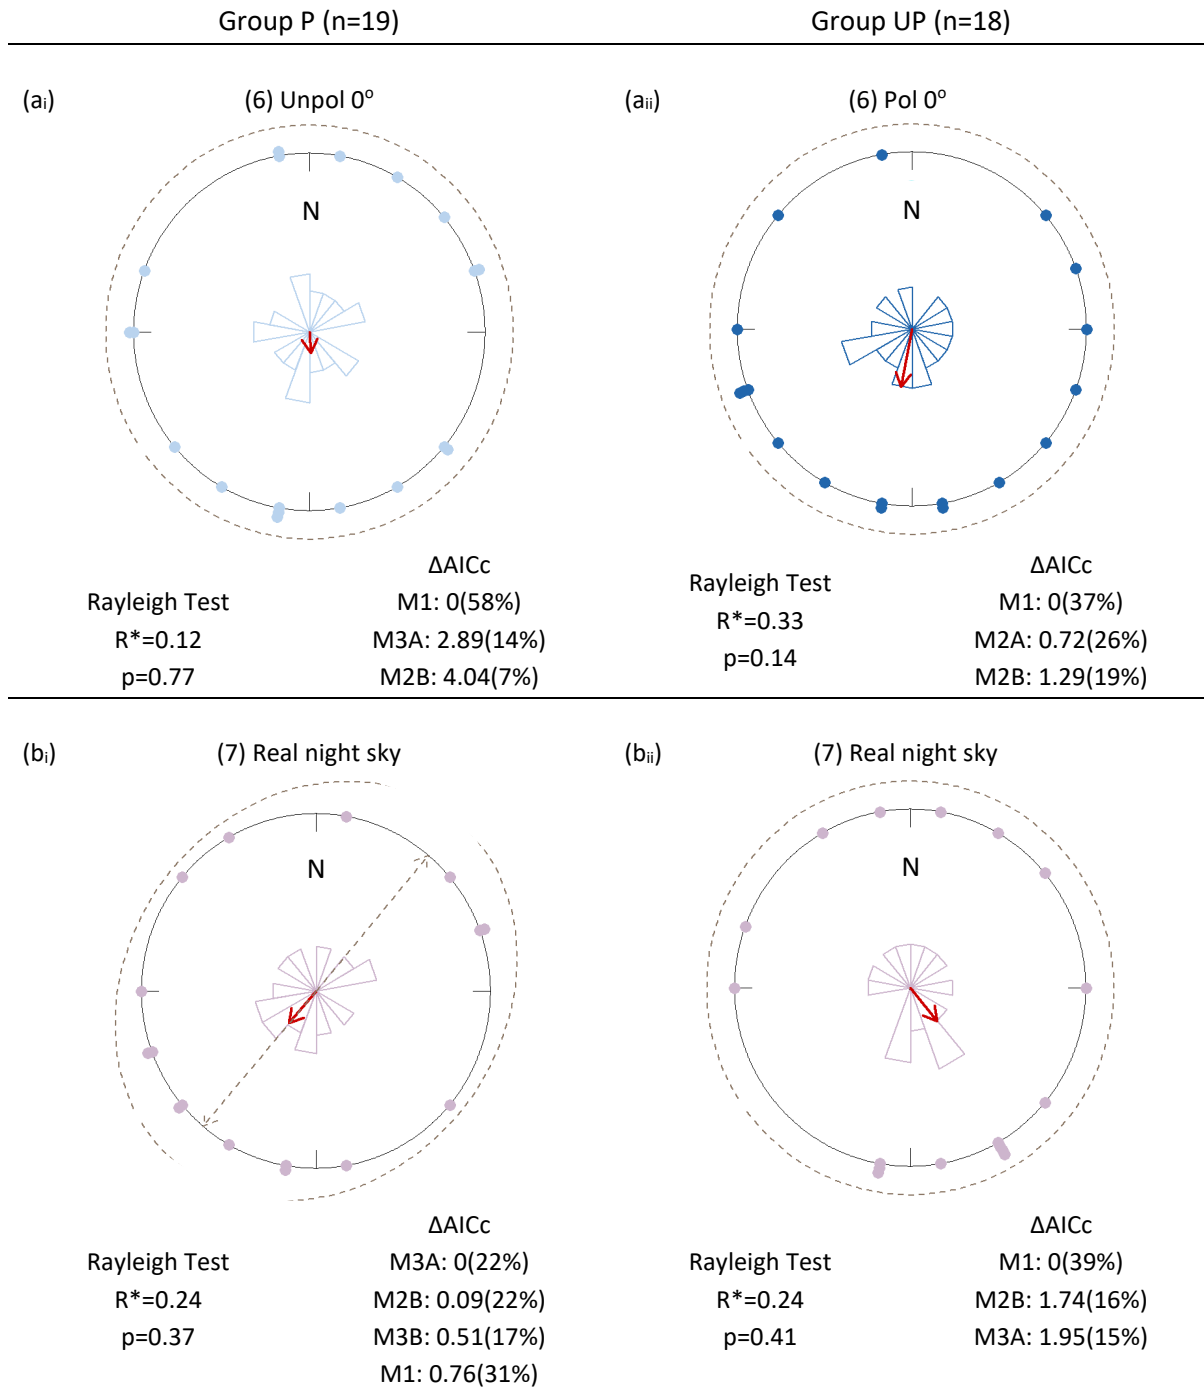 Group P (n=19)
Group UP (n=18)
(ai)
(6) Unpol 0°
N
Rayleigh Test
R*=0.12
p=0.77
ΔAICc
M1: 0(58%)
M3A: 2.89(14%)
M2B: 4.04(7%)
(aii)
(6) Pol 0°
N
Rayleigh Test
R*=0.33
p=0.14
ΔAICc
M1: 0(37%)
M2A: 0.72(26%)
M2B: 1.29(19%)
(bi)
(7) Real night sky
N
Rayleigh Test
R*=0.24
p=0.37
ΔAICc
M3A: 0(22%)
M2B: 0.09(22%)
M3B: 0.51(17%)
M1: 0.76(31%)
(bii)
(7) Real night sky
N
Rayleigh Test
R*=0.24
p=0.41
ΔAICc
M1: 0(39%)
M2B: 1.74(16%)
M3A: 1.95(15%)